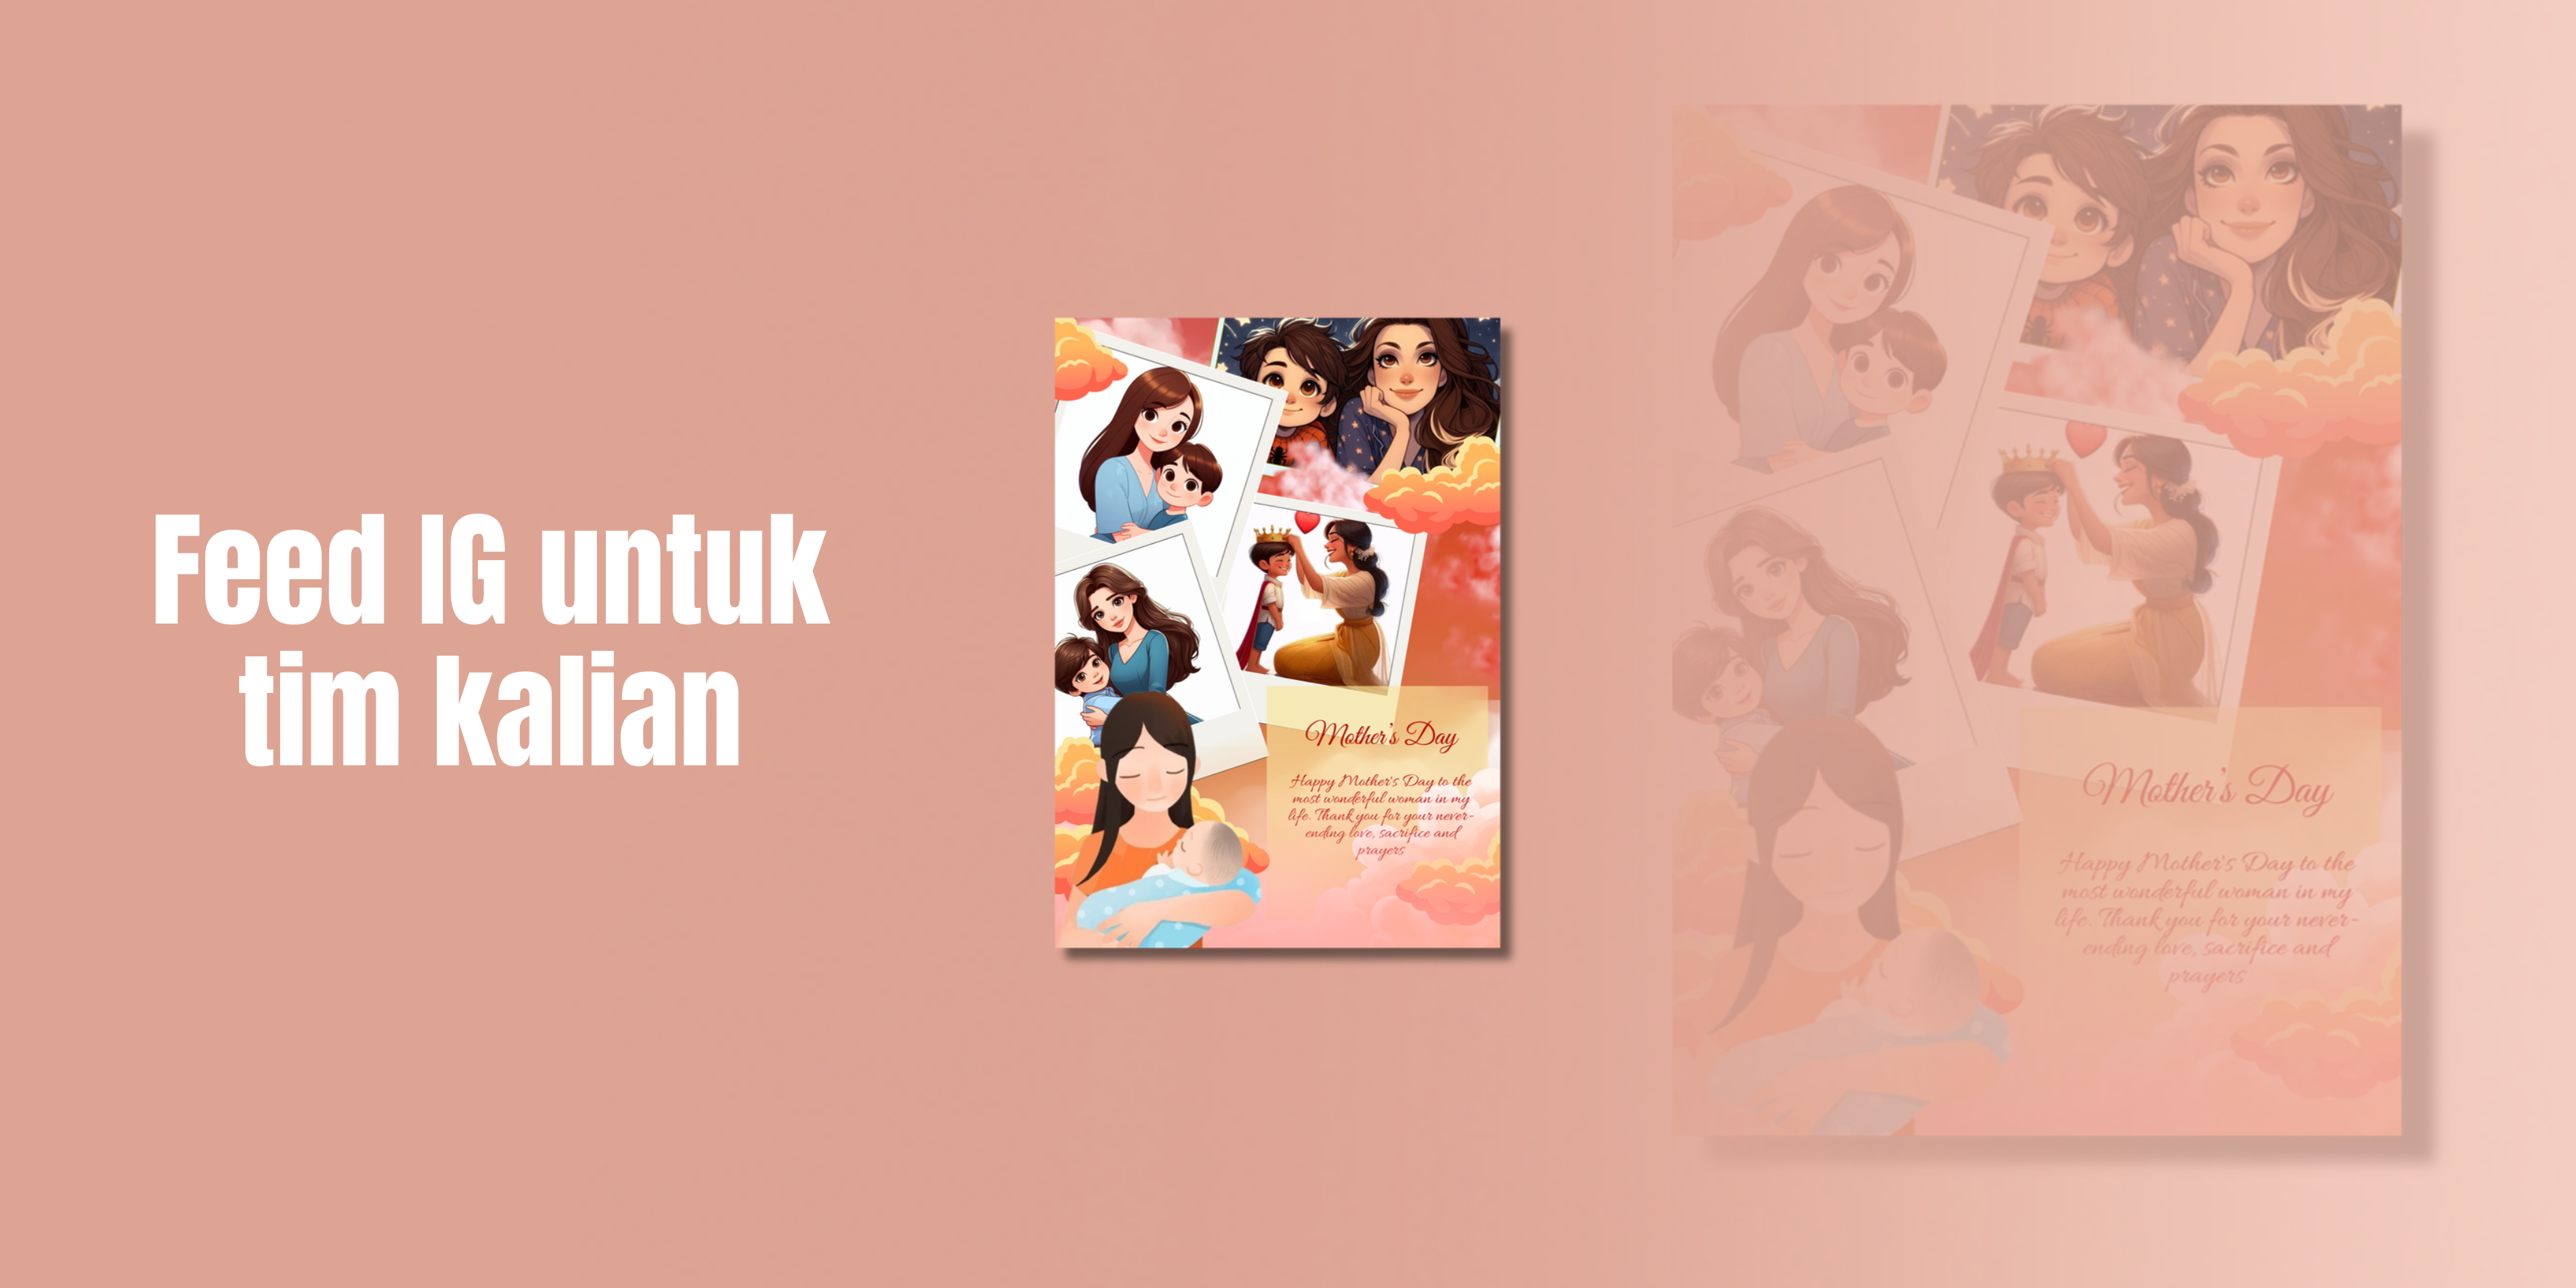 Feed IG untuk
tim kalian
Mother's Day
Happy Mother's Day to the
most wonderful woman in my
life. Thank you for your never-
ending love, sacrifice and
prayers
Mother's Day
Happy Mother's Day to the
most wonderful woman in my
life. Thank you for your never-
ending love, sacrifice and
prayers